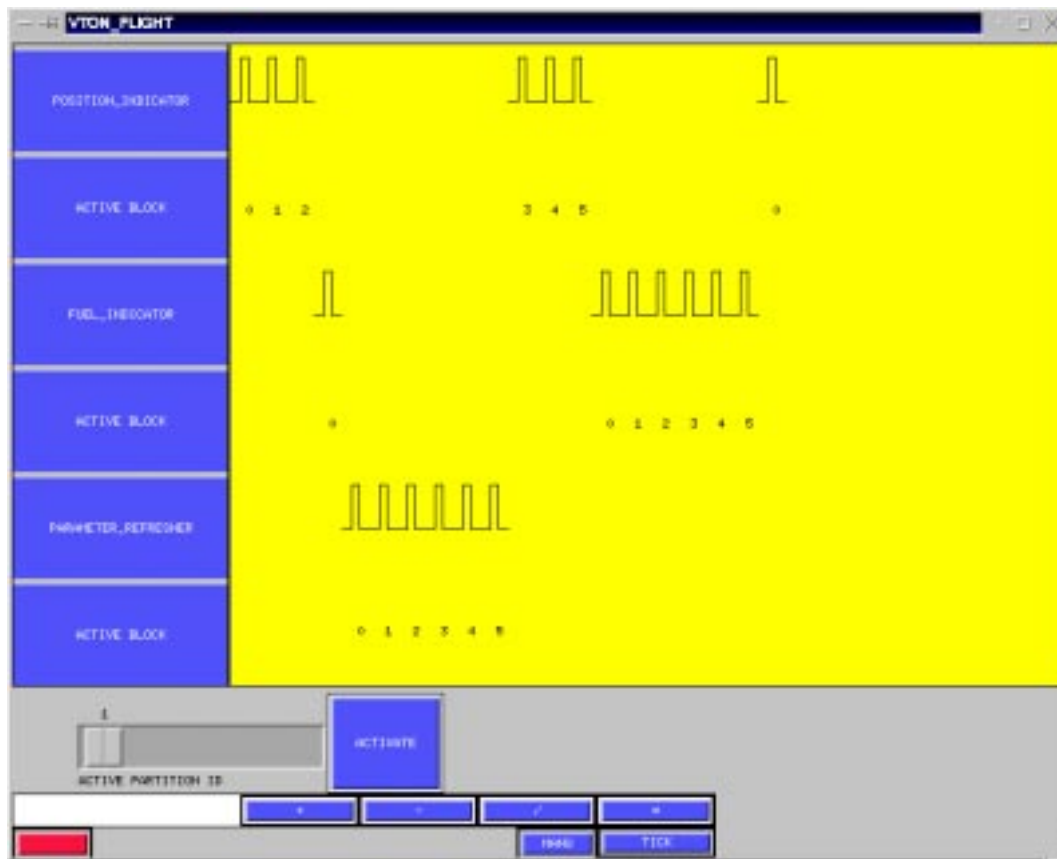 VTON_FLIGHT
POSITION_INDICATOR
ACTIVE BLOCK
0 1 2 3 4 5 0
FUEL_INDICATOR
ACTIVE BLOCK
0 0 1 2 3 4 5
PARAMETER_REFRESHER
ACTIVE BLOCK
0 1 2 3 4 5
1
ACTIVATE
ACTIVE PARTITION ID
+ - /
TICK